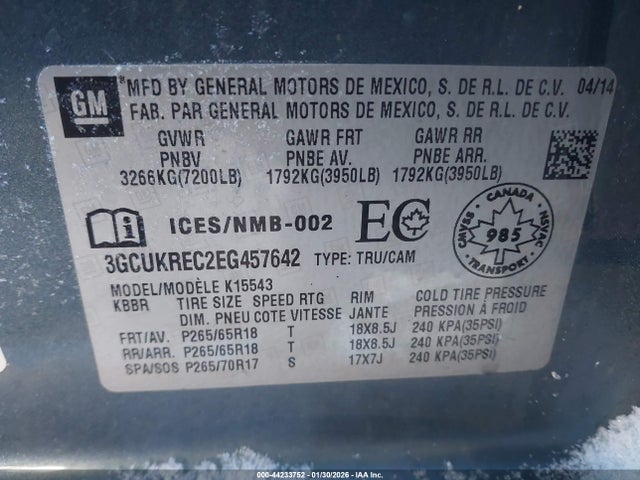 GM
MFD BY GENERAL MOTORS DE MEXICO, S. DE R.L. DE C.V. 04/14
FAB. PAR GENERAL MOTORS DE MEXICO, S. DE R.L. DE C.V.
GVWR GAWR FRT GAWR RR
PNBV PNBE AV. PNBE ARR.
3266KG(7200LB) 1792KG(3950LB) 1792KG(3950LB)
ICES/NMB-002 EC
CANADA
CMVSS NSVAC
985
TRANSPORT
3GCUKREC2EG457642 TYPE: TRU/CAM
MODEL/MODÈLE K15543
KBBR TIRE SIZE SPEED RTG RIM COLD TIRE PRESSURE
DIM. PNEU COTE VITESSE JANTE PRESSION À FROID
FRT/AV. P265/65R18 T 18X8.5J 240 KPA(35PSI)
RR/ARR. P265/65R18 T 18X8.5J 240 KPA(35PSI)
SPA/SOS P265/70R17 S 17X7J 240 KPA(35PSI)
000-44233752 - 01/30/2026 - IAA Inc.